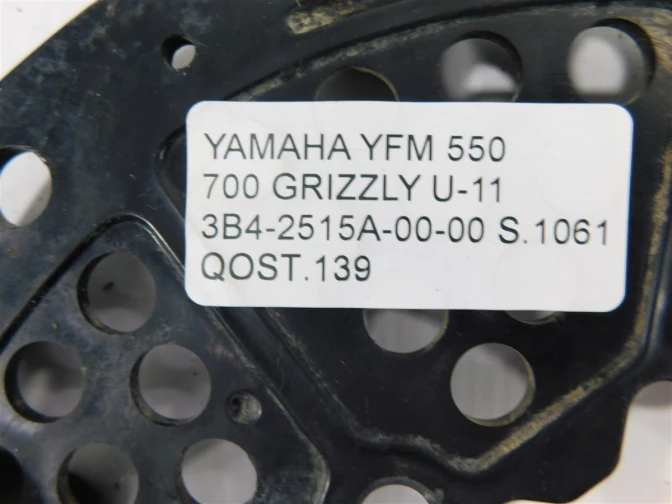 YAMAHA YFM 550
700 GRIZZLY U-11
3B4-2515A-00-00 S.1061
QOST.139